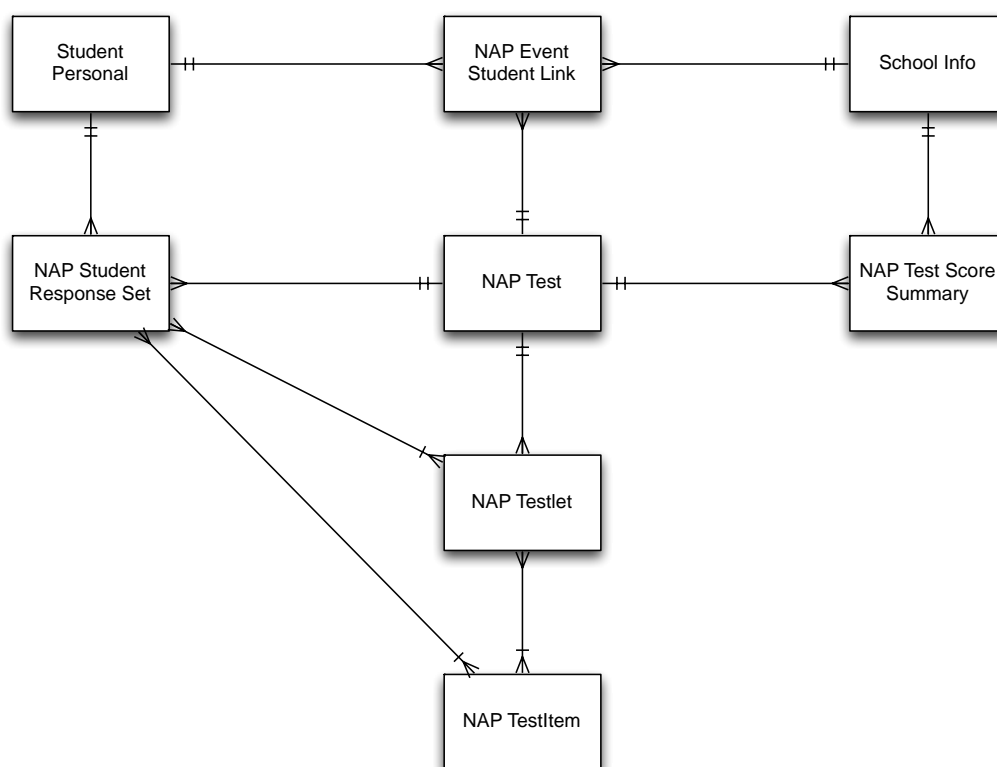 Student
Personal
NAP Event
Student Link
School Info
NAP Student
Response Set
NAP Test
NAP Test Score
Summary
NAP Testlet
NAP TestItem